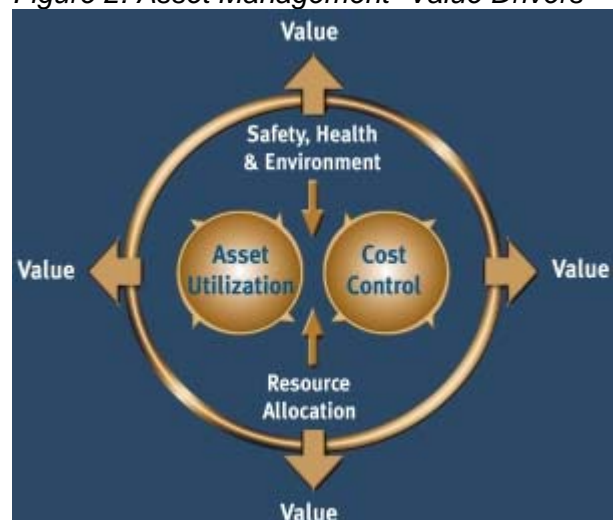 Figure 2: Asset Management "Value Drivers"
Value
Safety, Health
& Environment
Asset
Utilization
Cost
Control
Value
Value
Resource
Allocation
Value